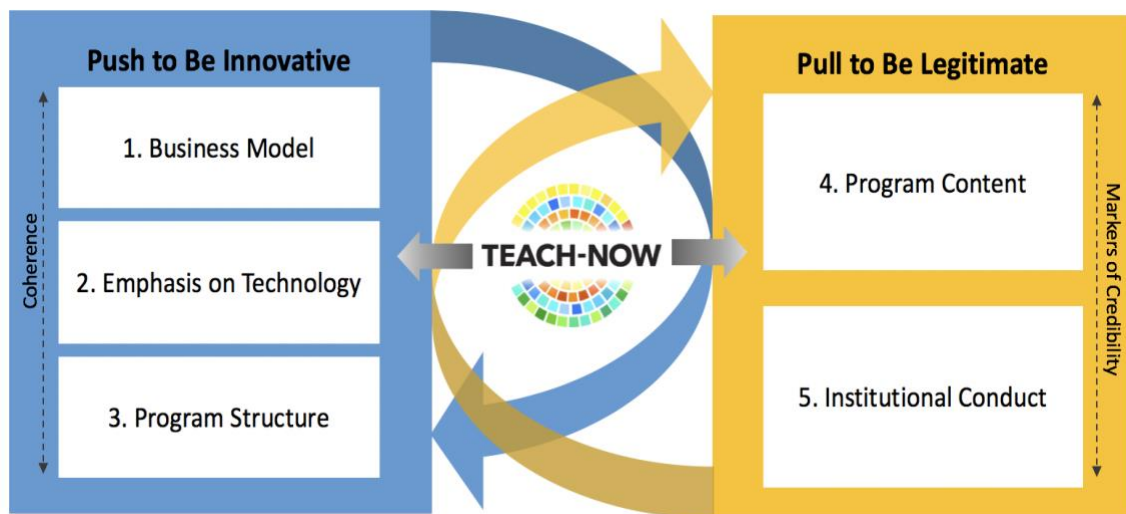 Push to Be Innovative
Coherence
1. Business Model
2. Emphasis on Technology
3. Program Structure
TEACH-NOW
Pull to Be Legitimate
4. Program Content
5. Institutional Conduct
Markers of Credibility